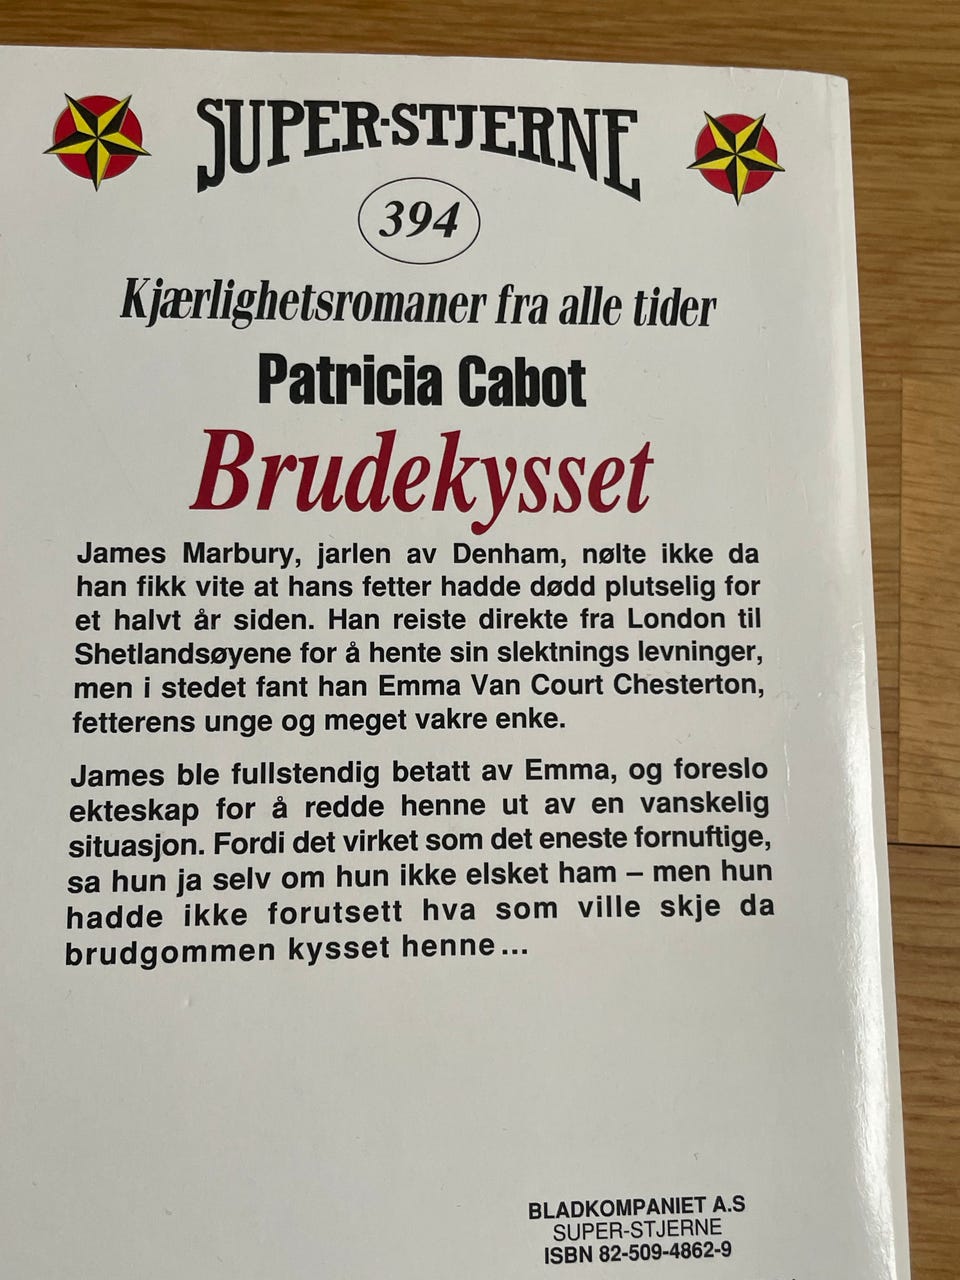 SUPER-STJERNE
394
Kjærlighetsromaner fra alle tider
Patricia Cabot
Brudekysset
James Marbury, jarlen av Denham, nølte ikke da
han fikk vite at hans fetter hadde dødd plutselig for
et halvt år siden. Han reiste direkte fra London til
Shetlandsøyene for å hente sin slektnings levninger,
men i stedet fant han Emma Van Court Chesterton,
fetterens unge og meget vakre enke.
James ble fullstendig betatt av Emma, og foreslo
ekteskap for å redde henne ut av en vanskelig
situasjon. Fordi det virket som det eneste fornuftige,
sa hun ja selv om hun ikke elsket ham – men hun
hadde ikke forutsett hva som ville skje da
brudgommen kysset henne...
BLADKOMPANIET A.S
SUPER-STJERNE
ISBN 82-509-4862-9